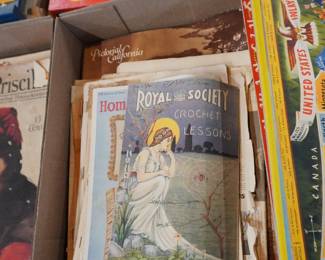 Pictorial
California
Priscil
Hom
ROYAL SOCIETY
CROCHET
LESSONS
UNITED STATES
CANADA